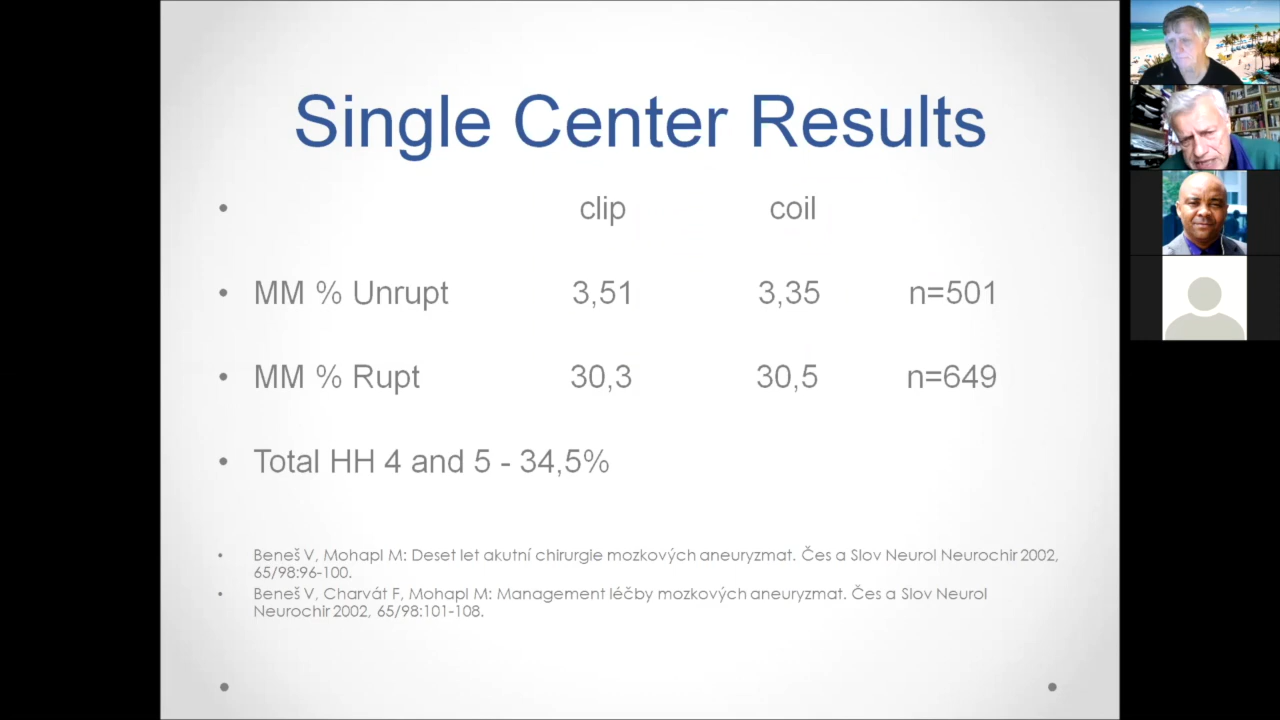 Single Center Results
• clip coil
• MM % Unrupt 3,51 3,35 n=501
• MM % Rupt 30,3 30,5 n=649
• Total HH 4 and 5 - 34,5%
• Beneš V, Mohapl M: Deset let akutní chirurgie mozkových aneuryzmat. Čes a Slov Neurol Neurochir 2002,
65/98:96-100.
• Beneš V, Charvát F, Mohapl M: Management léčby mozkových aneuryzmat. Čes a Slov Neurol
Neurochir 2002, 65/98:101-108.